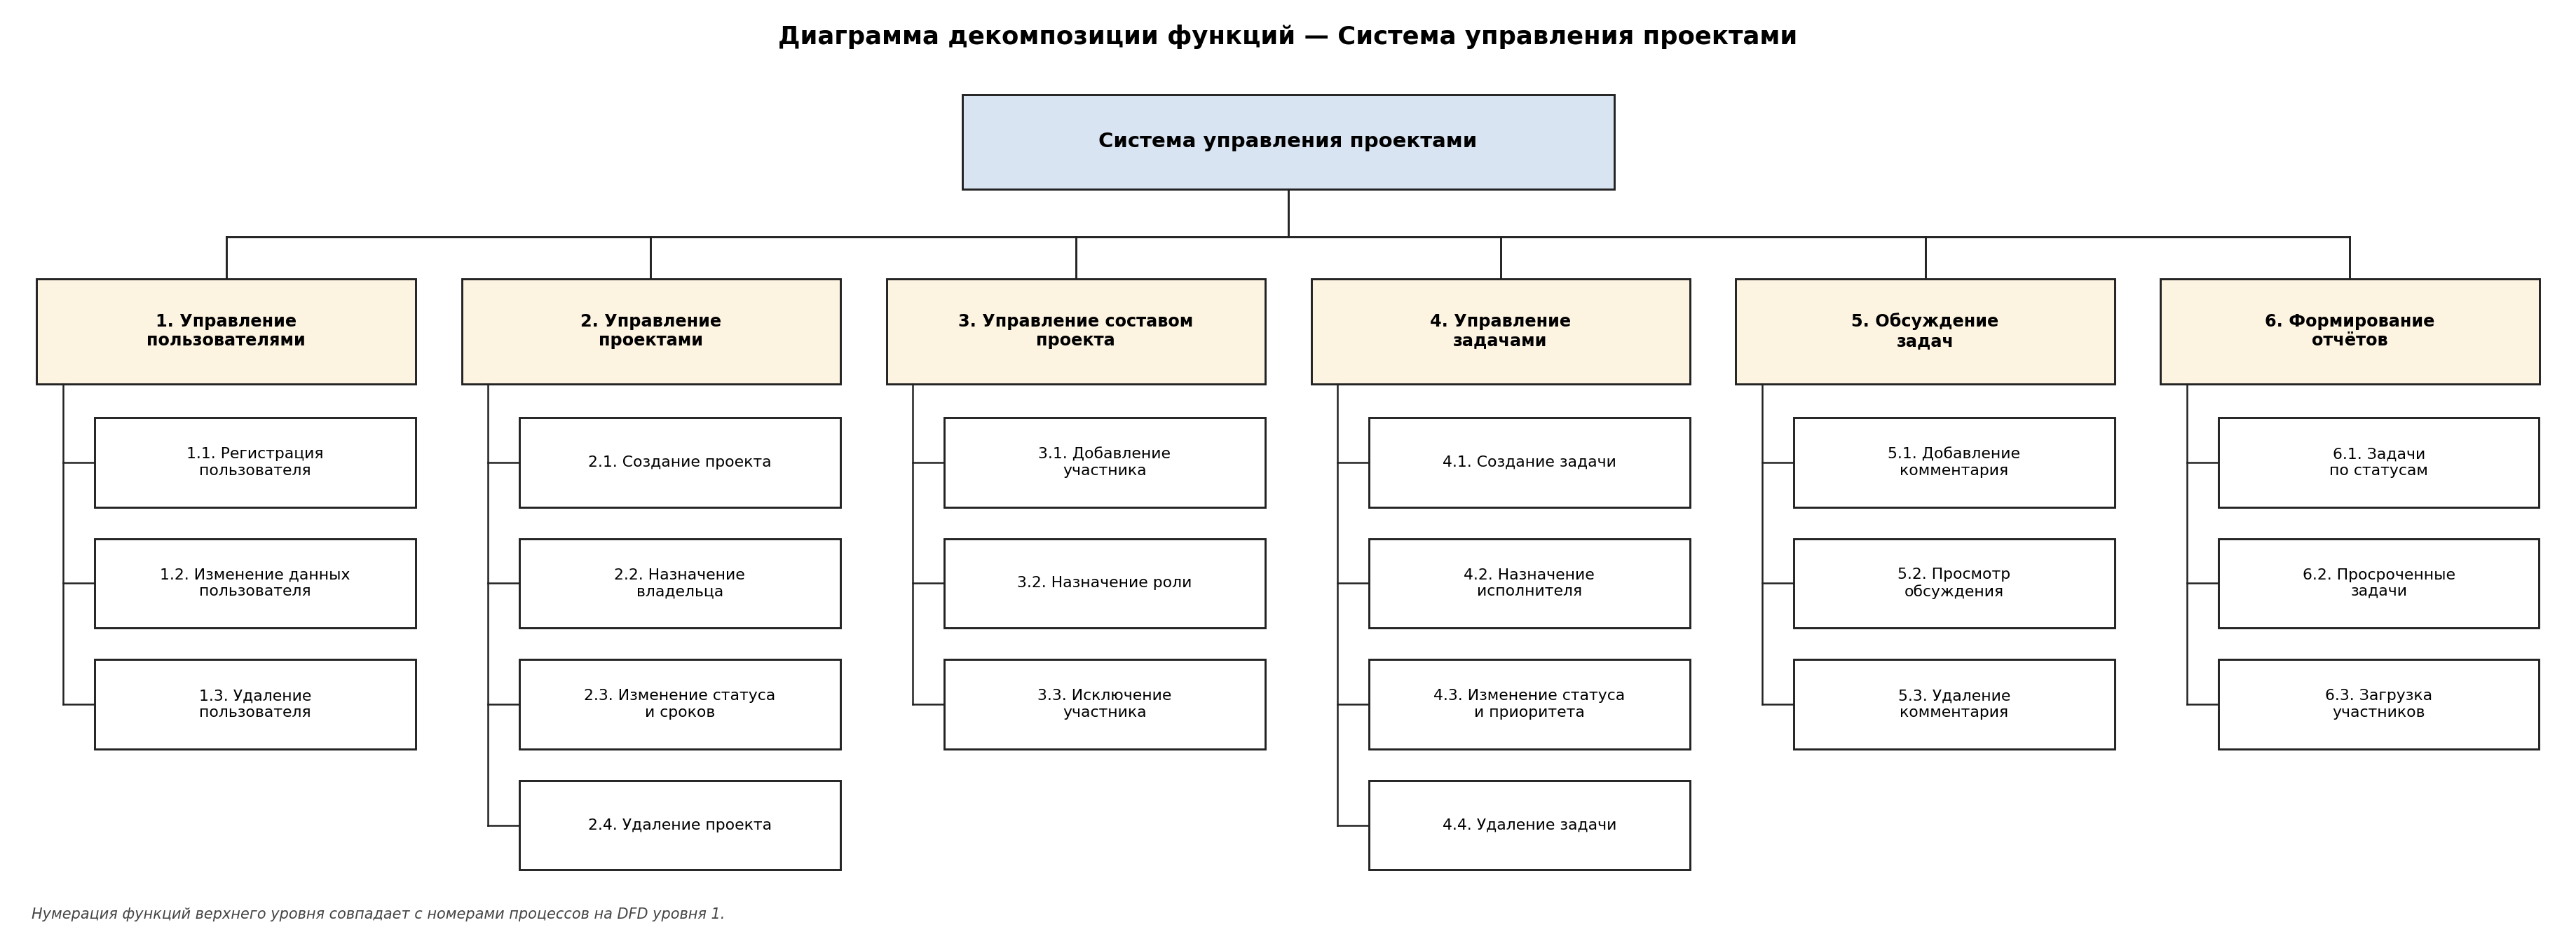 Диаграмма декомпозиции функций — Система управления проектами
Система управления проектами
1. Управление
пользователями
2. Управление
проектами
3. Управление составом
проекта
4. Управление
задачами
5. Обсуждение
задач
6. Формирование
отчётов
1.1. Регистрация
пользователя
1.2. Изменение данных
пользователя
1.3. Удаление
пользователя
2.1. Создание проекта
2.2. Назначение
владельца
2.3. Изменение статуса
и сроков
2.4. Удаление проекта
3.1. Добавление
участника
3.2. Назначение роли
3.3. Исключение
участника
4.1. Создание задачи
4.2. Назначение
исполнителя
4.3. Изменение статуса
и приоритета
4.4. Удаление задачи
5.1. Добавление
комментария
5.2. Просмотр
обсуждения
5.3. Удаление
комментария
6.1. Задачи
по статусам
6.2. Просроченные
задачи
6.3. Загрузка
участников
Нумерация функций верхнего уровня совпадает с номерами процессов на DFD уровня 1.